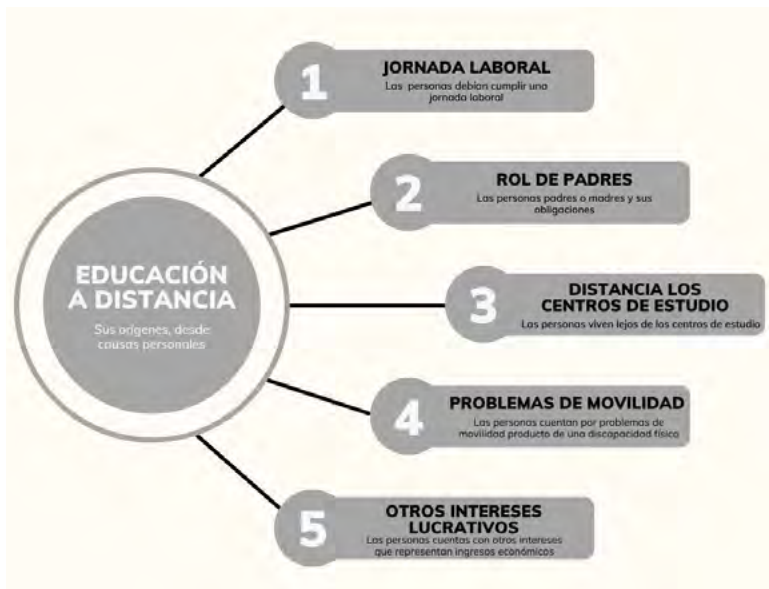 EDUCACIÓN
A DISTANCIA
Sus orígenes, desde
causas personales
1
JORNADA LABORAL
Las personas debían cumplir una
jornada laboral
2
ROL DE PADRES
Las personas padres o madres y sus
obligaciones
3
DISTANCIA LOS
CENTROS DE ESTUDIO
Las personas viven lejos de los centros de estudio
4
PROBLEMAS DE MOVILIDAD
Las personas cuentan por problemas de
movilidad producto de una discapacidad físico
5
OTROS INTERESES
LUCRATIVOS
Las personas cuentas con otros intereses
que representan ingresos económicos